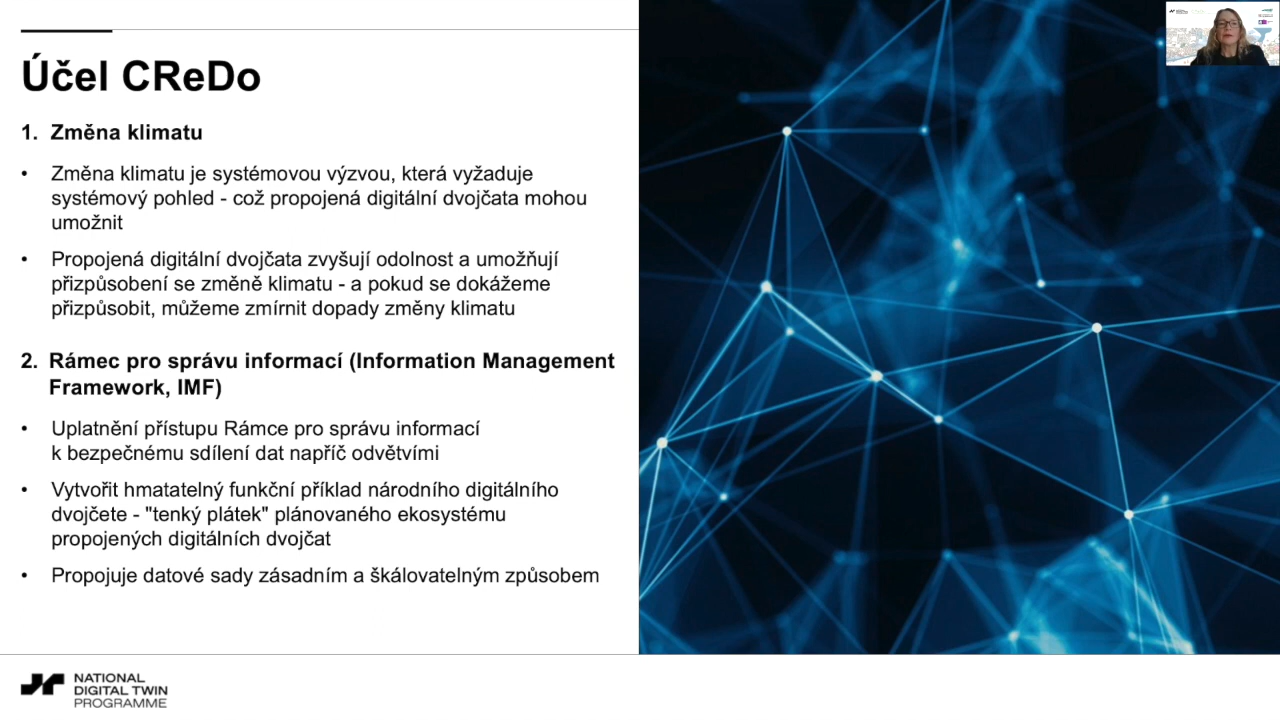 Účel CReDo
1. Změna klimatu
• Změna klimatu je systémovou výzvou, která vyžaduje
systémový pohled - což propojená digitální dvojčata mohou
umožnit
• Propojená digitální dvojčata zvyšují odolnost a umožňují
přizpůsobení se změně klimatu - a pokud se dokážeme
přizpůsobit, můžeme zmírnit dopady změny klimatu
2. Rámec pro správu informací (Information Management
Framework, IMF)
• Uplatnění přístupu Rámce pro správu informací
k bezpečnému sdílení dat napříč odvětvími
• Vytvořit hmatatelný funkční příklad národního digitálního
dvojčete - "tenký plátek" plánovaného ekosystému
propojených digitálních dvojčat
• Propojuje datové sady zásadním a škálovatelným způsobem
NATIONAL
DIGITAL TWIN
PROGRAMME